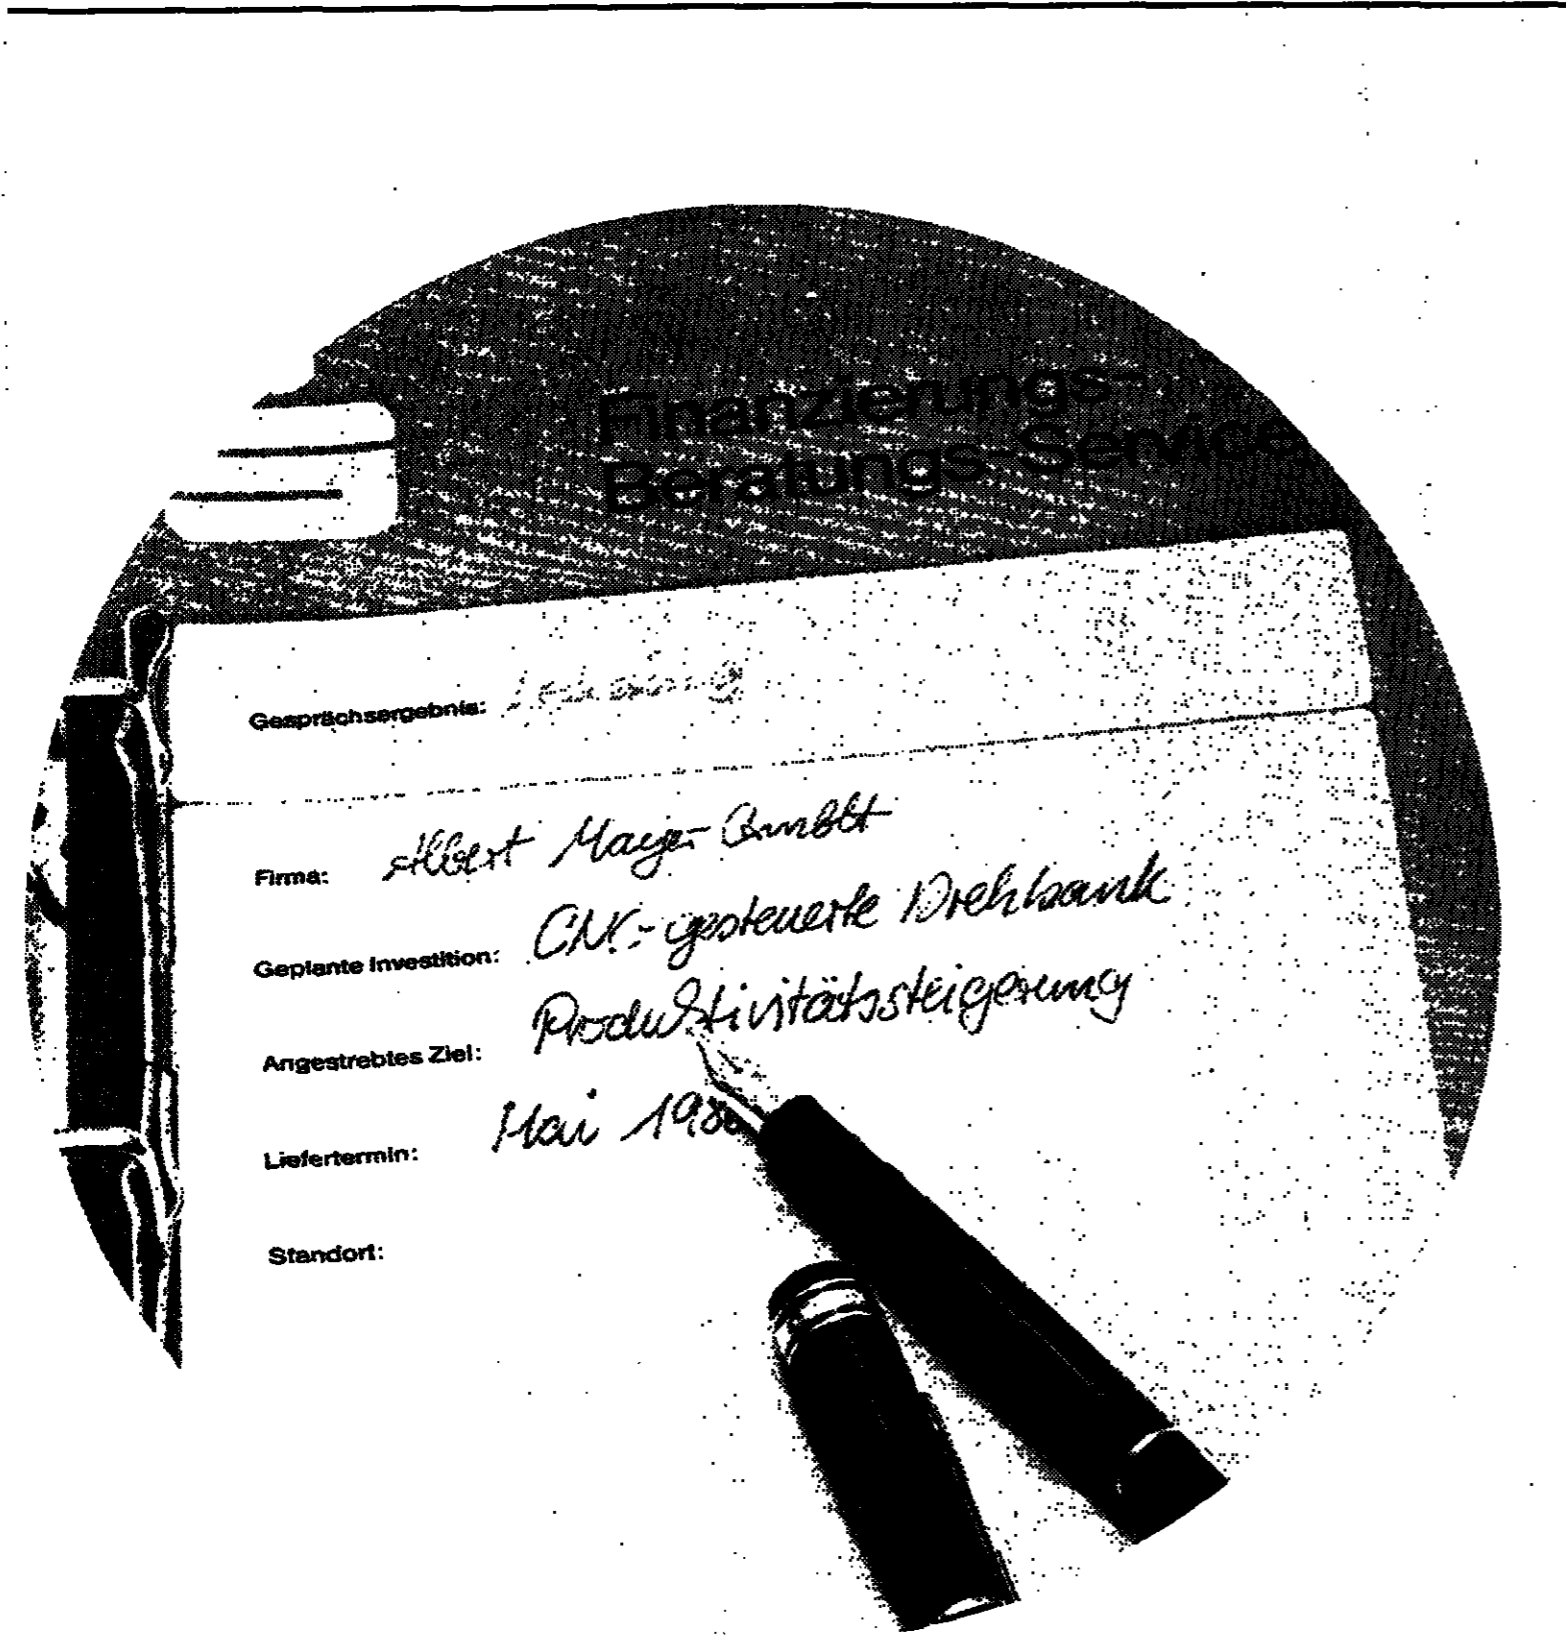 Finanzierungs-
Beratungs-Service
Gesprächsergebnis:
Firma: Albert Mayer GmbH
Geplante Investition: CNC-gesteuerte Drehbank
Angestrebtes Ziel: Produktivitätssteigerung
Liefertermin: Mai
Standort: